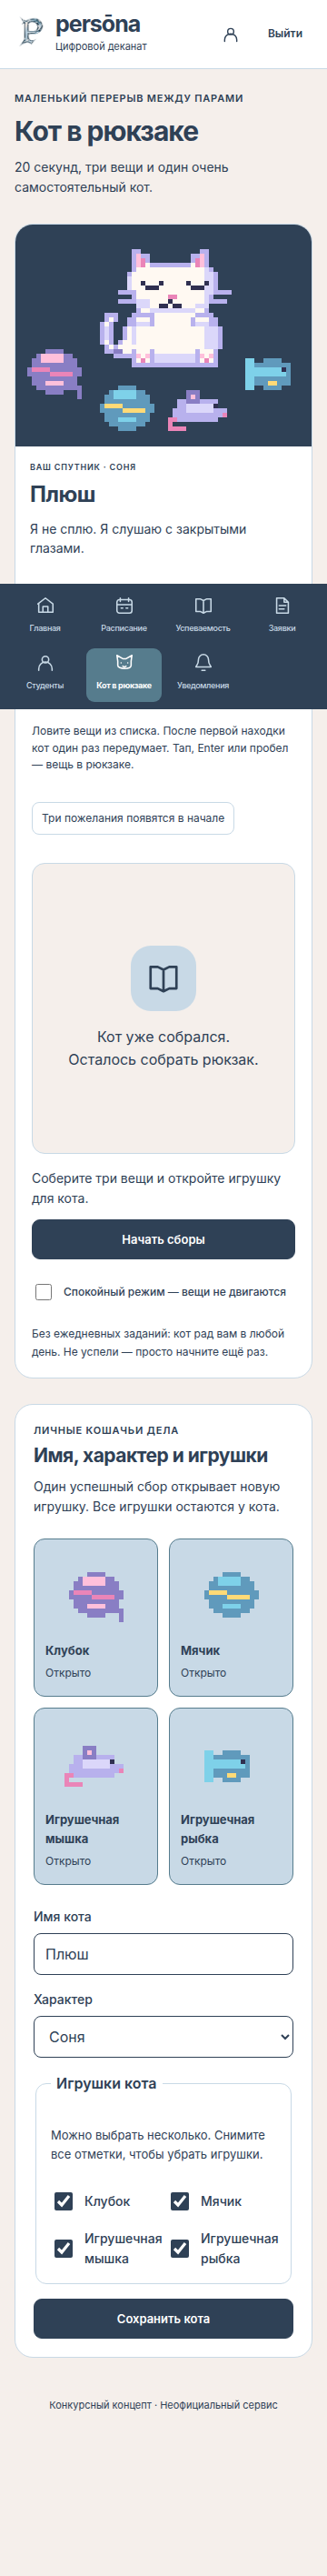 persōna
Цифровой деканат
Выйти
МАЛЕНЬКИЙ ПЕРЕРЫВ МЕЖДУ ПАРАМИ
Кот в рюкзаке
20 секунд, три вещи и один очень
самостоятельный кот.
ВАШ СПУТНИК · СОНЯ
Плюш
Я не сплю. Я слушаю с закрытыми
глазами.
Главная
Расписание
Успеваемость
Заявки
Студенты
Кот в рюкзаке
Уведомления
Ловите вещи из списка. После первой находки
кот один раз передумает. Тап, Enter или пробел
— вещь в рюкзаке.
Три пожелания появятся в начале
Кот уже собрался.
Осталось собрать рюкзак.
Соберите три вещи и откройте игрушку
для кота.
Начать сборы
Спокойный режим — вещи не двигаются
Без ежедневных заданий: кот рад вам в любой
день. Не успели — просто начните ещё раз.
ЛИЧНЫЕ КОШАЧЬИ ДЕЛА
Имя, характер и игрушки
Один успешный сбор открывает новую
игрушку. Все игрушки остаются у кота.
Клубок
Открыто
Мячик
Открыто
Игрушечная
мышка
Открыто
Игрушечная
рыбка
Открыто
Имя кота
Плюш
Характер
Соня
Игрушки кота
Можно выбрать несколько. Снимите
все отметки, чтобы убрать игрушки.
Клубок
Мячик
Игрушечная
мышка
Игрушечная
рыбка
Сохранить кота
Конкурсный концепт · Неофициальный сервис